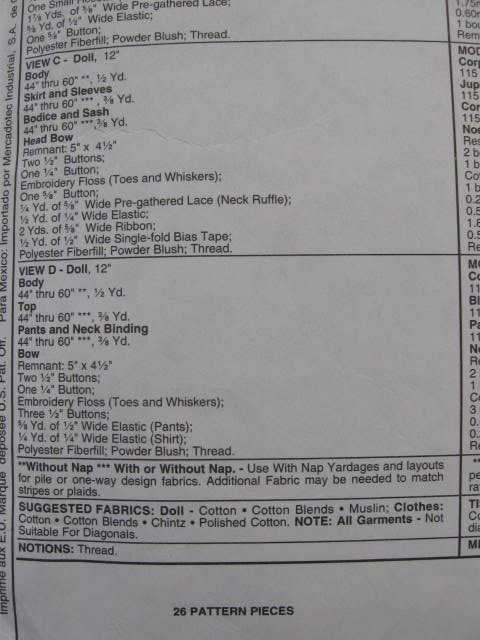 One Small
1⅞ Yds. of ⅝" Wide Pre-gathered Lace;
⅝ Yd. of ½" Wide Elastic;
One ⅝" Button;
Polyester Fiberfill; Powder Blush; Thread.
VIEW C - Doll, 12"
Body
44" thru 60" **, ½ Yd.
Skirt and Sleeves
44" thru 60" *** , ⅜ Yd.
Bodice and Sash
44" thru 60" ***, ⅜ Yd.
Head Bow
Remnant: 5" x 4½"
Two ½" Buttons;
One ¼" Button;
Embroidery Floss (Toes and Whiskers);
One ⅝" Button;
¼ Yd. of ⅝" Wide Pre-gathered Lace (Neck Ruffle);
½ Yd. of ¼" Wide Elastic;
2 Yds. of ⅝" Wide Ribbon;
½ Yd. of ½" Wide Single-fold Bias Tape;
Polyester Fiberfill; Powder Blush; Thread.
VIEW D - Doll, 12"
Body
44" thru 60" **, ½ Yd.
Top
44" thru 60" ***, ⅜ Yd.
Pants and Neck Binding
44" thru 60" ***, ⅜ Yd.
Bow
Remnant: 5" x 4½"
Two ½" Buttons;
One ¼" Button;
Embroidery Floss (Toes and Whiskers);
Three ½" Buttons;
⅝ Yd. of ½" Wide Elastic (Pants);
¼ Yd. of ¼" Wide Elastic (Shirt);
Polyester Fiberfill; Powder Blush; Thread.
**Without Nap *** With or Without Nap. - Use With Nap Yardages and layouts
for pile or one-way design fabrics. Additional Fabric may be needed to match
stripes or plaids.
SUGGESTED FABRICS: Doll - Cotton • Cotton Blends • Muslin; Clothes:
Cotton • Cotton Blends • Chintz • Polished Cotton. NOTE: All Garments - Not
Suitable For Diagonals.
NOTIONS: Thread.
26 PATTERN PIECES
Imprimé aux E.U. Marque déposée U.S. Pat. Off. Para Mexico: Importado por Mercadotec Industrial, S.A. de